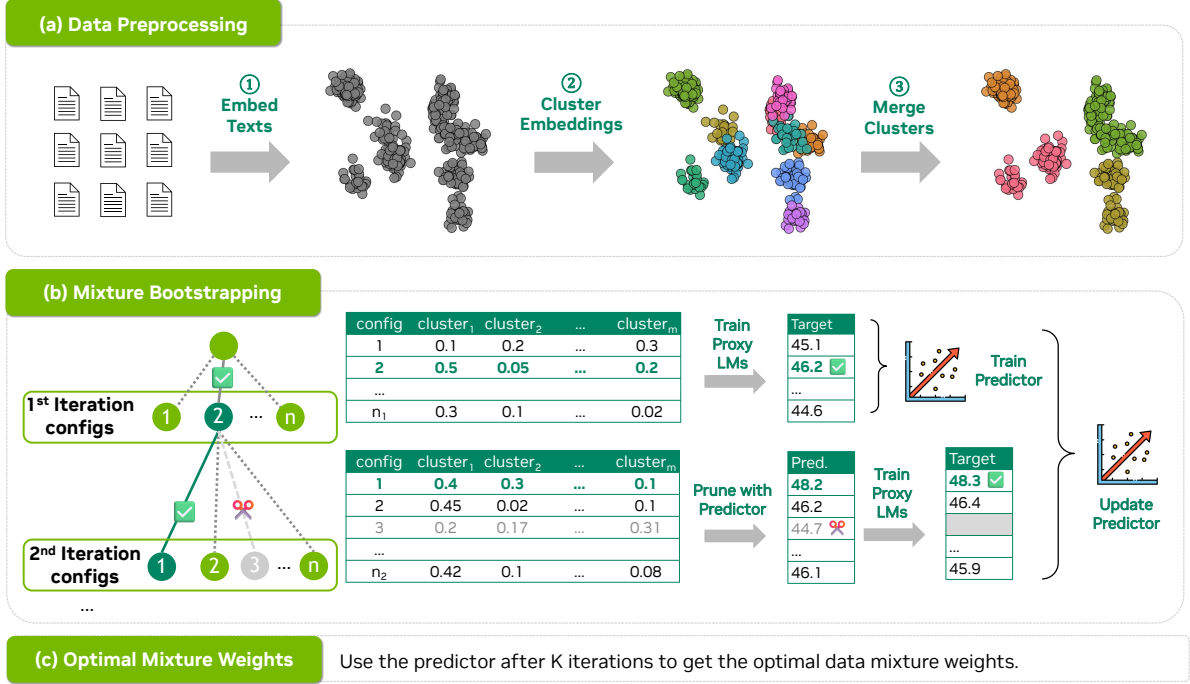 (a) Data Preprocessing
①
Embed
Texts
②
Cluster
Embeddings
③
Merge
Clusters
(b) Mixture Bootstrapping
1st Iteration
configs
1
2
...
n
2nd Iteration
configs
1
2
3
...
n
...
config cluster1 cluster2 ... clusterm
1 0.1 0.2 0.3
2 0.5 0.05 ... 0.2
...
n1 0.3 0.1 ... 0.02
Train
Proxy
LMs
Target
45.1
46.2
...
44.6
Train
Predictor
config cluster1 cluster2 ... clusterm
1 0.4 0.3 ... 0.1
2 0.45 0.02 ... 0.1
3 0.2 0.17 ... 0.31
...
n2 0.42 0.1 ... 0.08
Prune with
Predictor
Pred.
48.2
46.2
44.7
...
46.1
Train
Proxy
LMs
Target
48.3
46.4
...
45.9
Update
Predictor
(c) Optimal Mixture Weights
Use the predictor after K iterations to get the optimal data mixture weights.